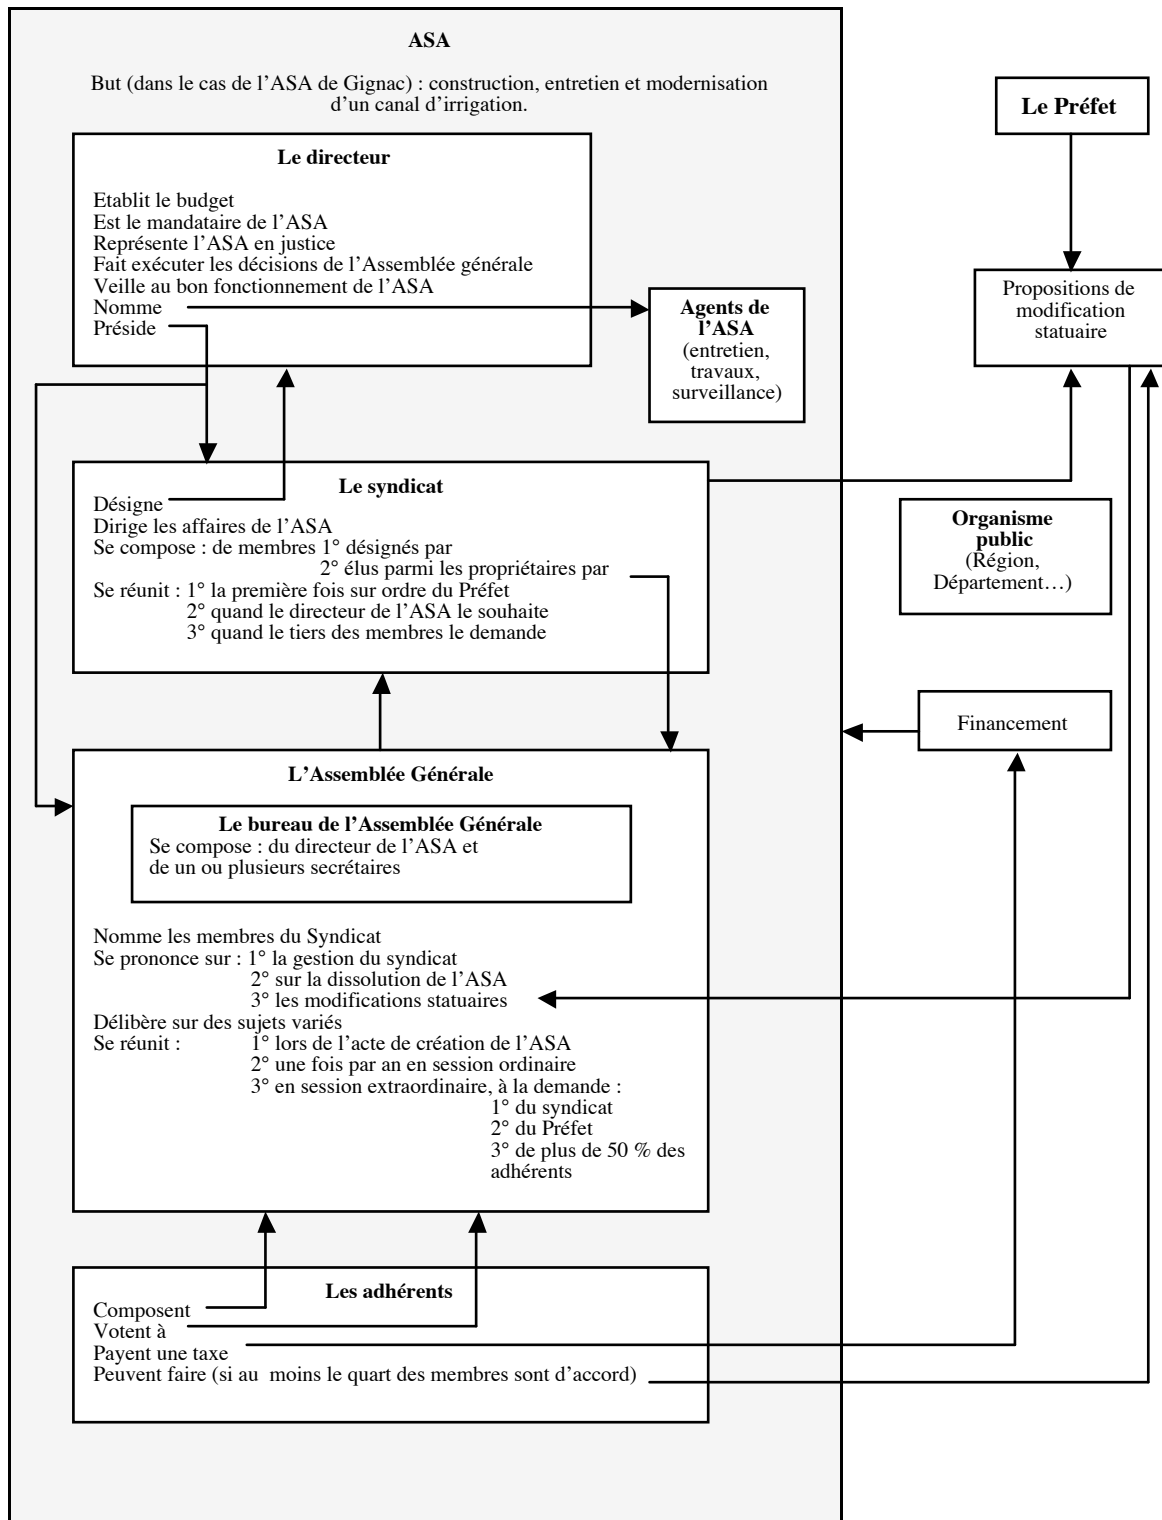 ASA
But (dans le cas de l’ASA de Gignac) : construction, entretien et modernisation
d’un canal d’irrigation.
Le Préfet
Le directeur
Etablit le budget
Est le mandataire de l’ASA
Représente l’ASA en justice
Fait exécuter les décisions de l’Assemblée générale
Veille au bon fonctionnement de l’ASA
Nomme
Préside
Agents de
l’ASA
(entretien,
travaux,
surveillance)
Propositions de
modification
statuaire
Le syndicat
Désigne
Dirige les affaires de l’ASA
Se compose : de membres 1° désignés par
2° élus parmi les propriétaires par
Se réunit : 1° la première fois sur ordre du Préfet
2° quand le directeur de l’ASA le souhaite
3° quand le tiers des membres le demande
Organisme
public
(Région,
Département…)
Financement
L’Assemblée Générale
Le bureau de l’Assemblée Générale
Se compose : du directeur de l’ASA et
de un ou plusieurs secrétaires
Nomme les membres du Syndicat
Se prononce sur : 1° la gestion du syndicat
2° sur la dissolution de l’ASA
3° les modifications statuaires
Délibère sur des sujets variés
Se réunit : 1° lors de l’acte de création de l’ASA
2° une fois par an en session ordinaire
3° en session extraordinaire, à la demande :
1° du syndicat
2° du Préfet
3° de plus de 50 % des
adhérents
Les adhérents
Composent
Votent à
Payent une taxe
Peuvent faire (si au moins le quart des membres sont d’accord)